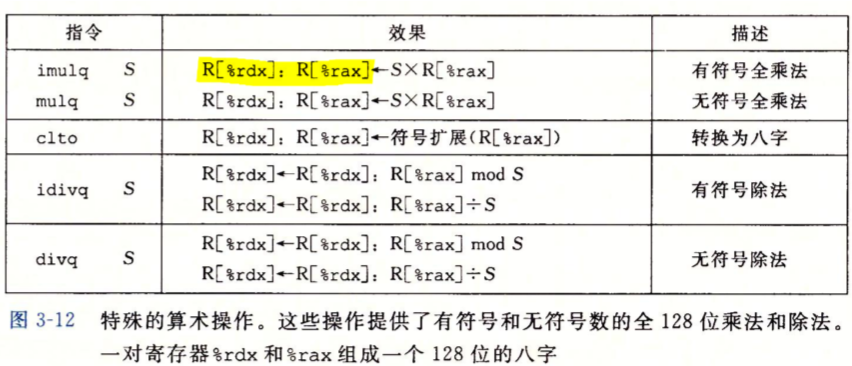 指令 效果 描述
imulq S R[%rdx]：R[%rax]←S×R[%rax] 有符号全乘法
mulq S R[%rdx]：R[%rax]←S×R[%rax] 无符号全乘法
clto R[%rdx]：R[%rax]←符号扩展(R[%rax]) 转换为八字
idivq S R[%rdx]←R[%rdx]：R[%rax] mod S 有符号除法
R[%rdx]←R[%rdx]：R[%rax]÷S
divq S R[%rdx]←R[%rdx]：R[%rax] mod S 无符号除法
R[%rdx]←R[%rdx]：R[%rax]÷S
图 3-12 特殊的算术操作。这些操作提供了有符号和无符号数的全 128 位乘法和除法。
一对寄存器%rdx 和%rax 组成一个 128 位的八字